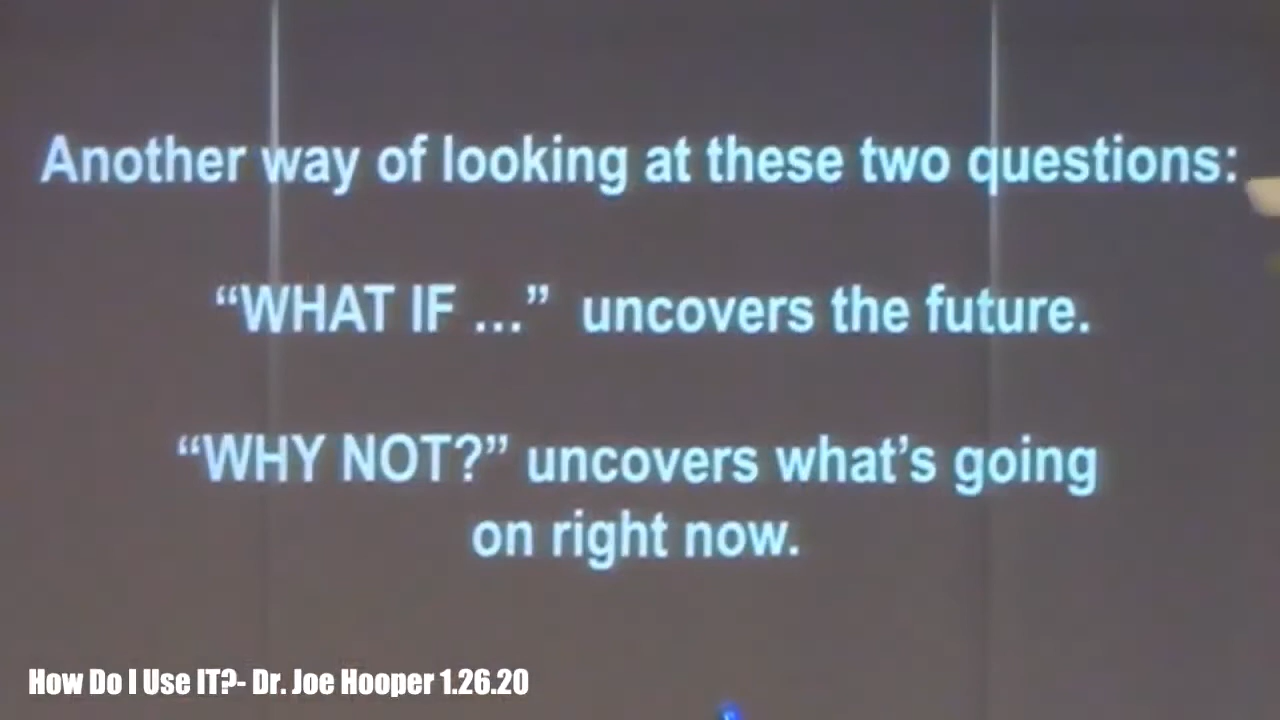 Another way of looking at these two questions:
“WHAT IF ...” uncovers the future.
“WHY NOT?” uncovers what’s going
on right now.
How Do I Use IT?- Dr. Joe Hooper 1.26.20